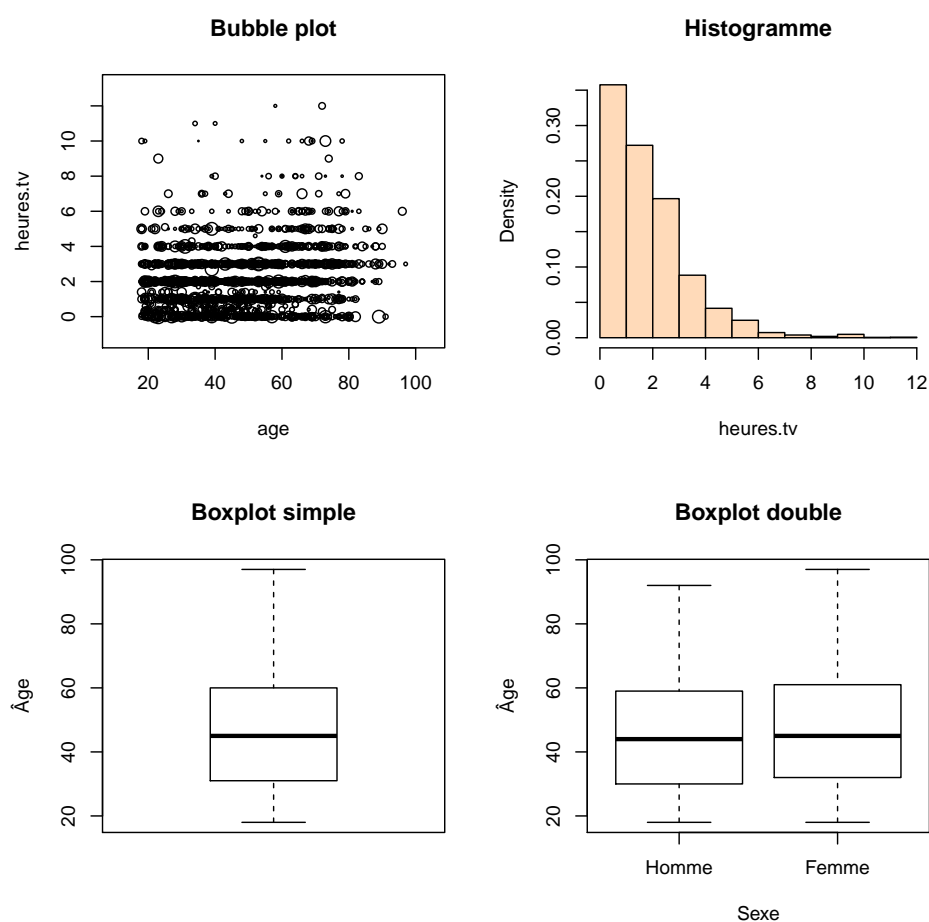 Bubble plot
heures.tv
0 2 4 6 8 10
20 40 60 80 100
age
Histogramme
Density
0.00 0.10 0.20 0.30
0 2 4 6 8 10 12
heures.tv
Boxplot simple
Âge
20 40 60 80 100
Boxplot double
Âge
20 40 60 80 100
Homme Femme
Sexe